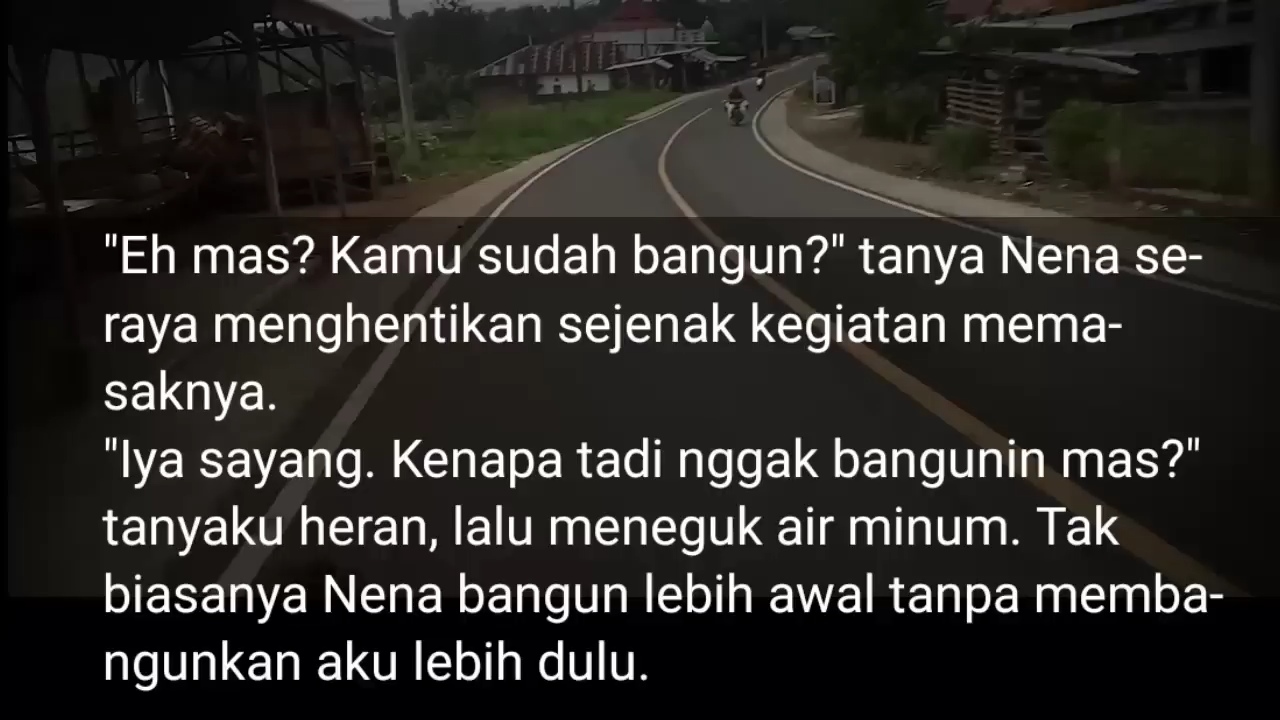 "Eh mas? Kamu sudah bangun?" tanya Nena se-
raya menghentikan sejenak kegiatan mema-
saknya.
"Iya sayang. Kenapa tadi nggak bangunin mas?"
tanyaku heran, lalu meneguk air minum. Tak
biasanya Nena bangun lebih awal tanpa memba-
ngunkan aku lebih dulu.